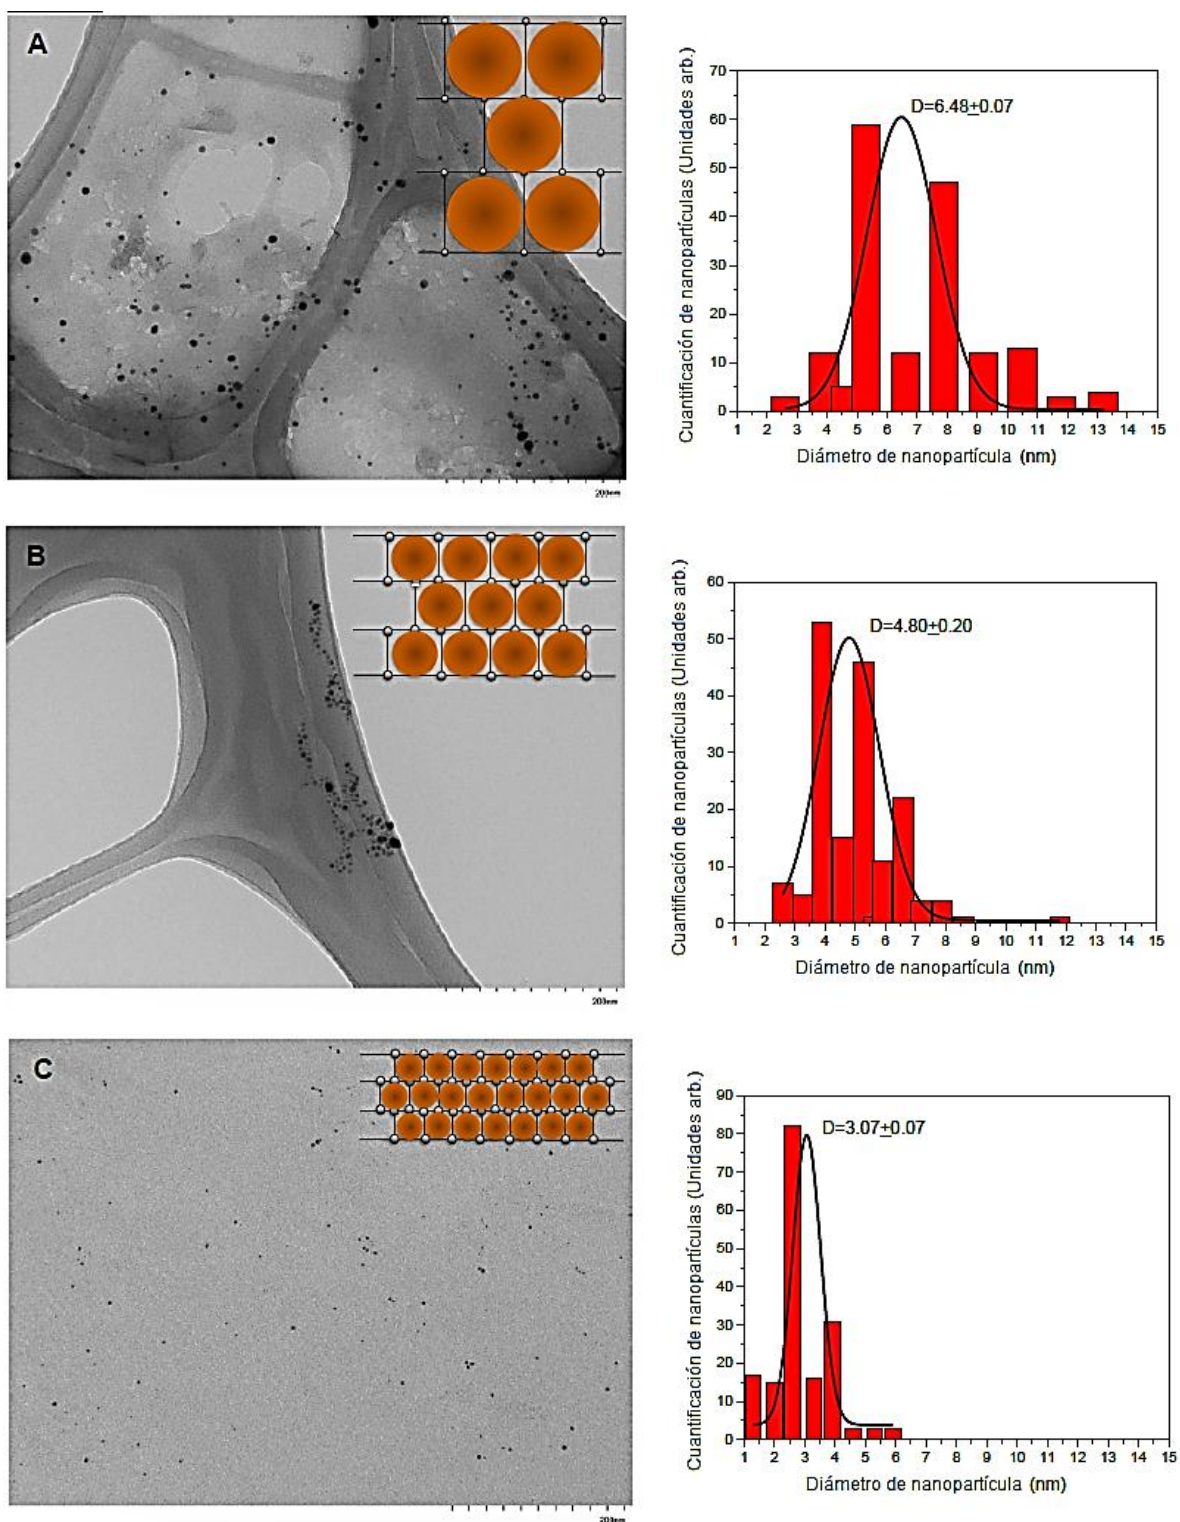 A
D=6.48±0.07
Cuantificación de nanopartículas (Unidades arb.)
70
60
50
40
30
20
10
0
1 2 3 4 5 6 7 8 9 10 11 12 13 14 15
Diámetro de nanopartícula (nm)
200nm
B
D=4.80±0.20
Cuantificación de nanopartículas (Unidades arb.)
60
50
40
30
20
10
0
1 2 3 4 5 6 7 8 9 10 11 12 13 14 15
Diámetro de nanopartícula (nm)
200nm
C
D=3.07±0.07
Cuantificación de nanopartículas (Unidades arb.)
90
80
70
60
50
40
30
20
10
0
1 2 3 4 5 6 7 8 9 10 11 12 13 14 15
Diámetro de nanopartícula (nm)
200nm